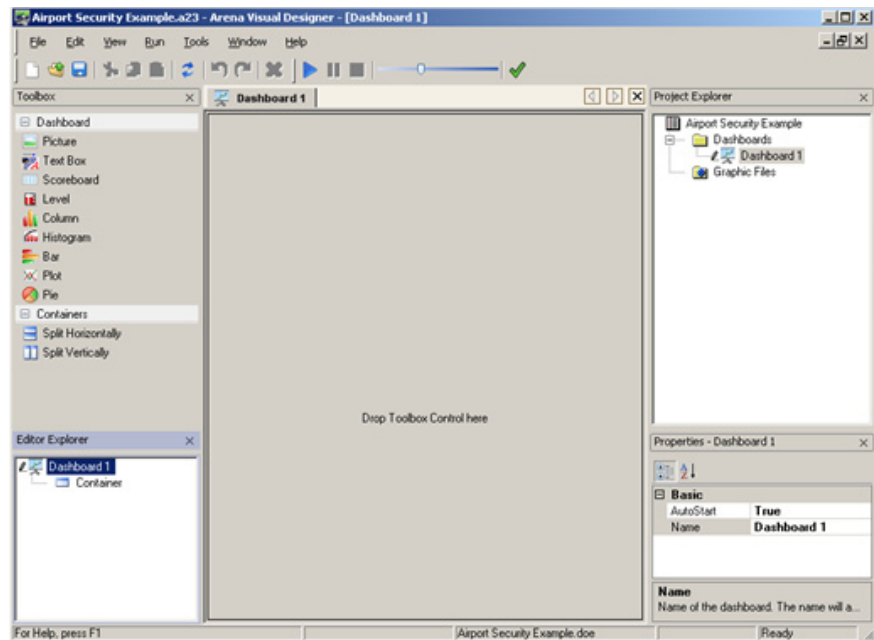 Airport Security Example.a23 - Arena Visual Designer - [Dashboard 1]
File Edit View Run Tools Window Help
Toolbox
Dashboard
Picture
Text Box
Scoreboard
Level
Column
Histogram
Bar
Plot
Pie
Containers
Split Horizontally
Split Vertically
Editor Explorer
Dashboard 1
Container
Dashboard 1
Drop Toolbox Control here
Project Explorer
Airport Security Example
Dashboards
Dashboard 1
Graphic Files
Properties - Dashboard 1
Basic
AutoStart True
Name Dashboard 1
Name
Name of the dashboard. The name will a...
For Help, press F1
Airport Security Example.doe
Ready